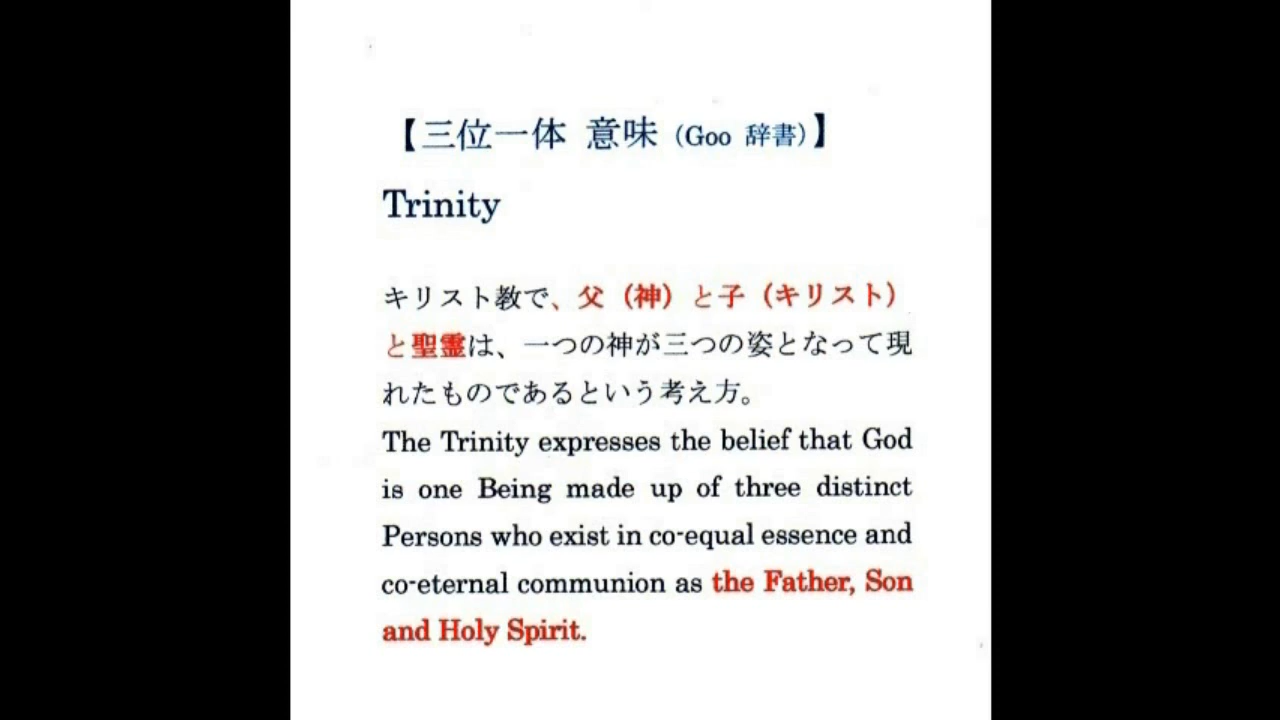 【三位一体 意味 (Goo 辞書)】
Trinity
キリスト教で、父（神）と子（キリスト）
と聖霊は、一つの神が三つの姿となって現
れたものであるという考え方。
The Trinity expresses the belief that God
is one Being made up of three distinct
Persons who exist in co-equal essence and
co-eternal communion as the Father, Son
and Holy Spirit.